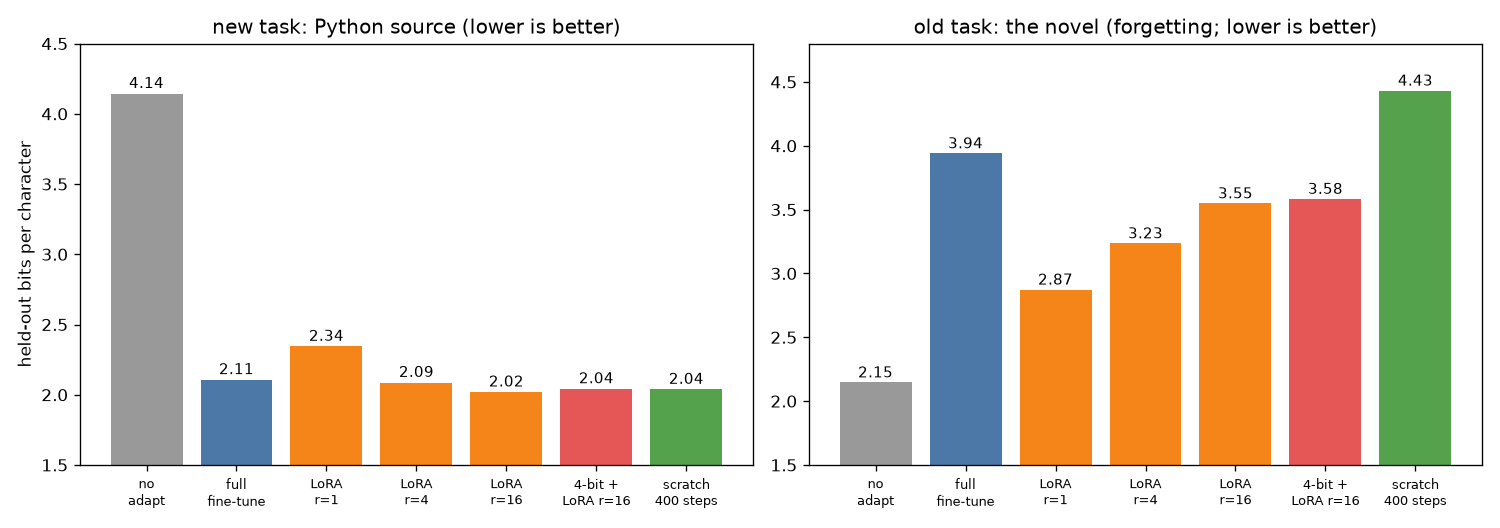 new task: Python source (lower is better)
held-out bits per character
4.5
4.0
3.5
3.0
2.5
2.0
1.5
4.14
2.11
2.34
2.09
2.02
2.04
2.04
no
adapt
full
fine-tune
LoRA
r=1
LoRA
r=4
LoRA
r=16
4-bit +
LoRA r=16
scratch
400 steps
old task: the novel (forgetting; lower is better)
4.5
4.0
3.5
3.0
2.5
2.0
1.5
2.15
3.94
2.87
3.23
3.55
3.58
4.43
no
adapt
full
fine-tune
LoRA
r=1
LoRA
r=4
LoRA
r=16
4-bit +
LoRA r=16
scratch
400 steps